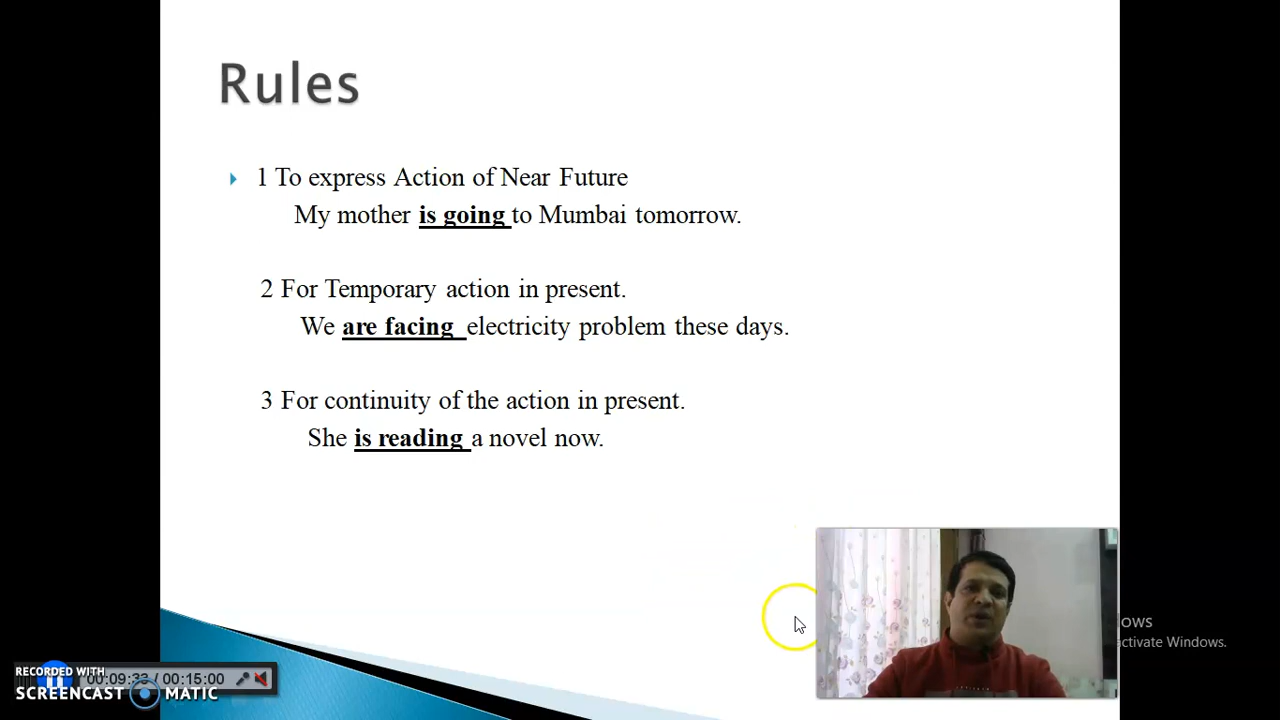 Rules
1 To express Action of Near Future
My mother is going to Mumbai tomorrow.
2 For Temporary action in present.
We are facing electricity problem these days.
3 For continuity of the action in present.
She is reading a novel now.
ows
activate Windows.
RECORDED WITH
00:09:33 / 00:15:00
SCREENCAST MATIC